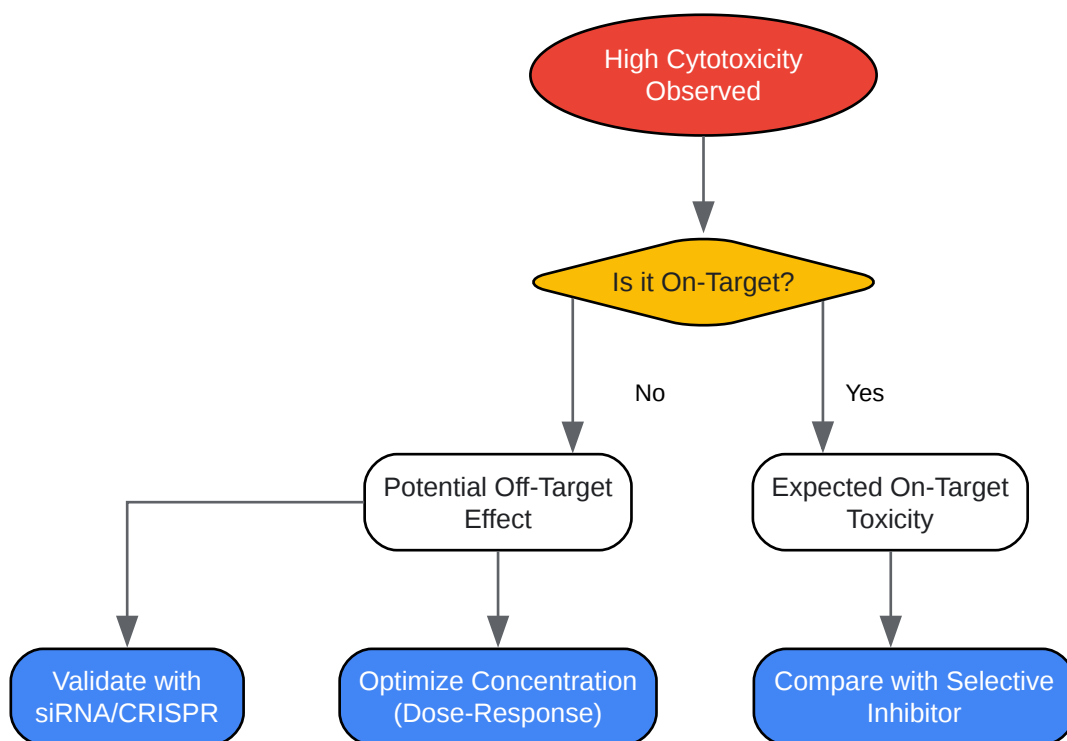 High Cytotoxicity
Observed
Is it On-Target?
No
Yes
Potential Off-Target
Effect
Expected On-Target
Toxicity
Validate with
siRNA/CRISPR
Optimize Concentration
(Dose-Response)
Compare with Selective
Inhibitor